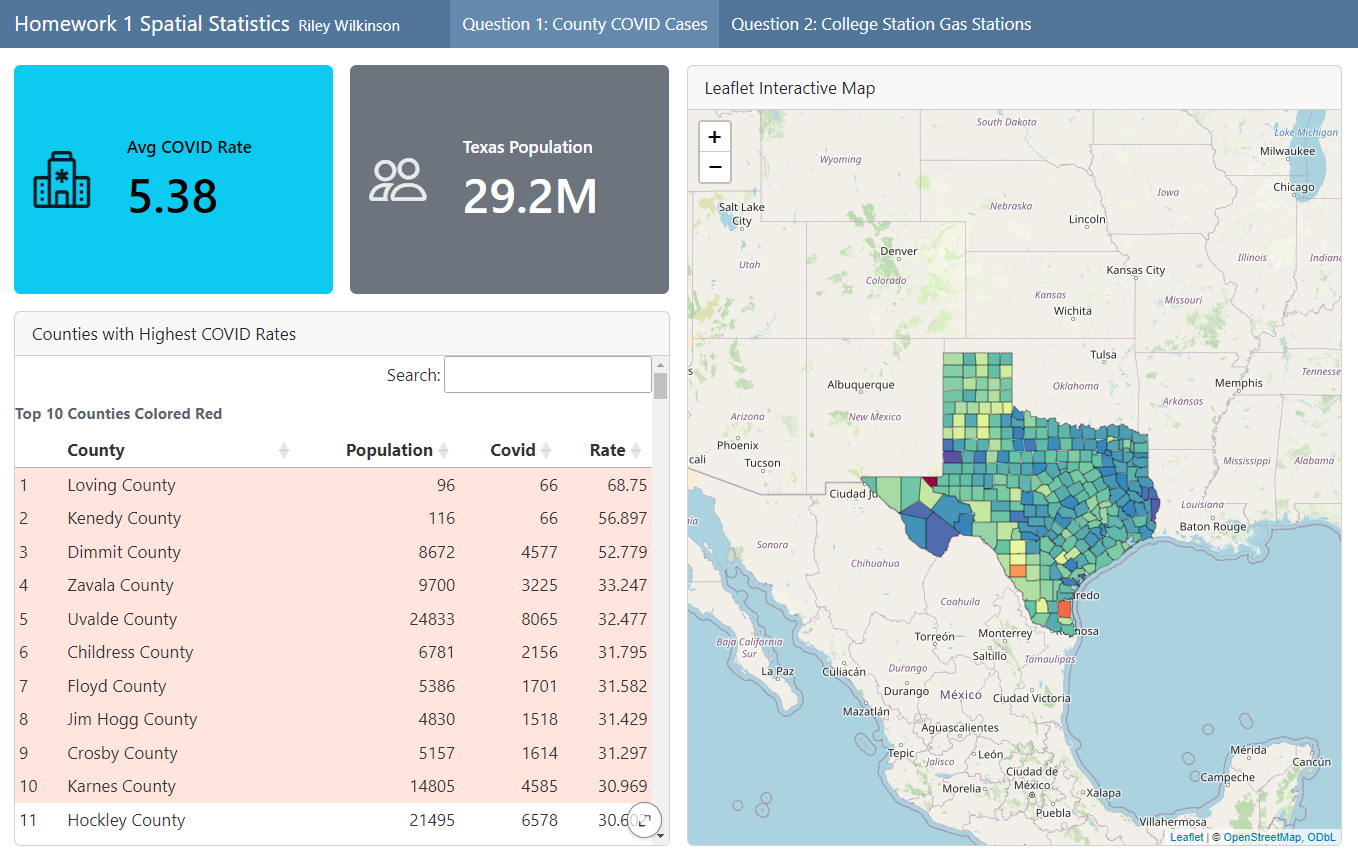 Homework 1 Spatial Statistics Riley Wilkinson Question 1: County COVID Cases Question 2: College Station Gas Stations
Avg COVID Rate
5.38
Texas Population
29.2M
Counties with Highest COVID Rates
Search:
Top 10 Counties Colored Red
County Population Covid Rate
1 Loving County 96 66 68.75
2 Kenedy County 116 66 56.897
3 Dimmit County 8672 4577 52.779
4 Zavala County 9700 3225 33.247
5 Uvalde County 24833 8065 32.477
6 Childress County 6781 2156 31.795
7 Floyd County 5386 1701 31.582
8 Jim Hogg County 4830 1518 31.429
9 Crosby County 5157 1614 31.297
10 Karnes County 14805 4585 30.969
11 Hockley County 21495 6578
Leaflet Interactive Map
+
−
South Dakota
Lake Michigan
Wyoming
Milwaukee
Chicago
Iowa
Salt Lake
City
Nebraska
Lincoln
Denver
Utah
Colorado
Illinois
Indian
Kansas City
Kansas
Missouri
Wichita
Tulsa
Albuquerque
Oklahoma
Memphis
Tennesse
Arkansas
Arizona
New Mexico
Phoenix
cali
Tucson
Mississippi
Alabama
Ciudad Ju
Louisiana
Baton Rouge
Sonora
Chihuahua
Coahuila
redo
nosa
Baja California
Sur
Torreón
Monterrey
Saltillo
Tamaulipas
La Paz
Culiacán
Durango
Durango
México
Ciudad Victoria
Mazatlán
Aguascalientes
Tepic
Jalisco
León
Ciudad de
México
Morelia
Xalapa
Puebla
Mérida
Cancún
Campeche
Villahermosa
Leaflet | © OpenStreetMap, ODbL